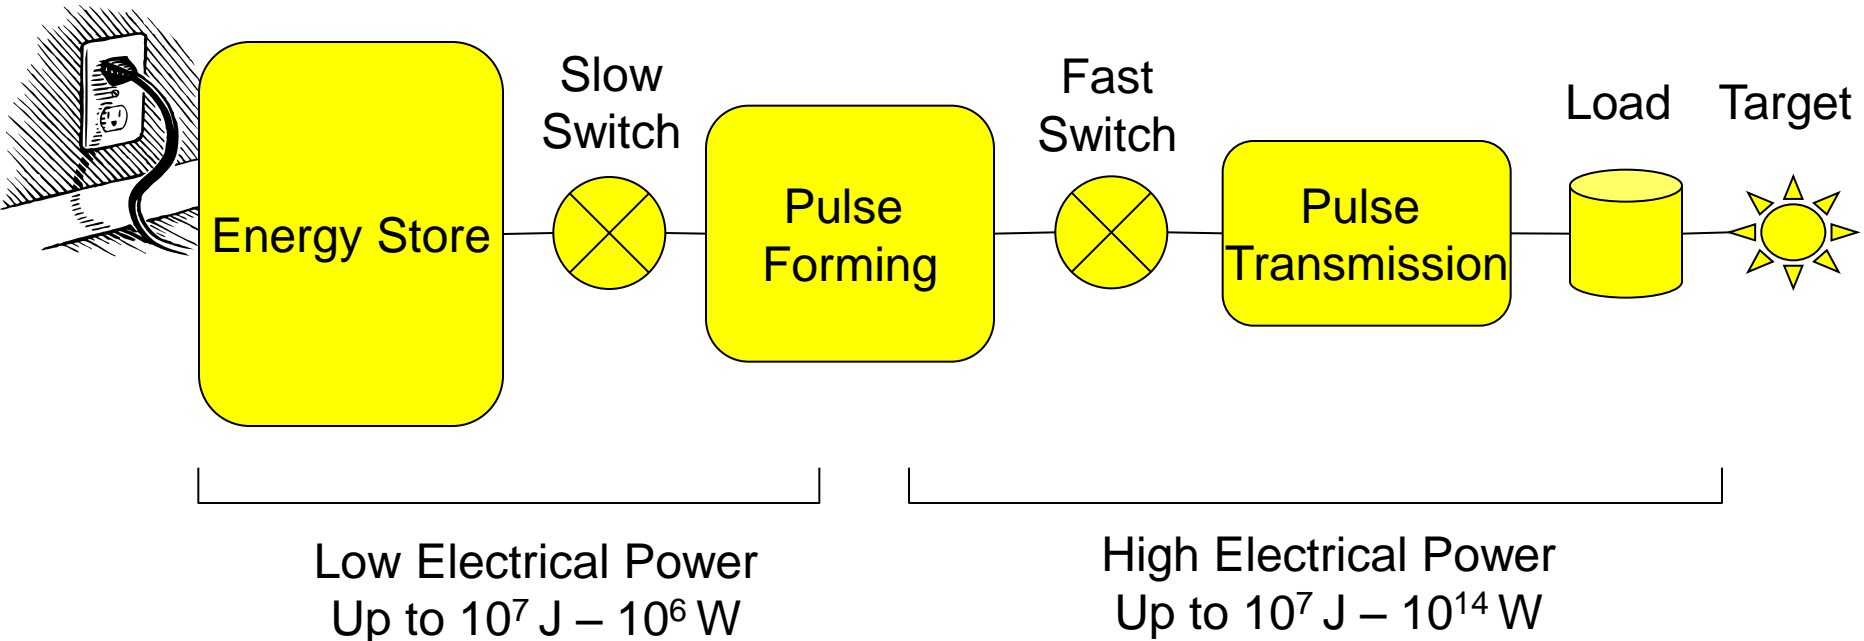 Energy Store
Slow
Switch
Pulse
Forming
Fast
Switch
Pulse
Transmission
Load
Target
Low Electrical Power
Up to 10⁷ J – 10⁶ W
High Electrical Power
Up to 10⁷ J – 10¹⁴ W